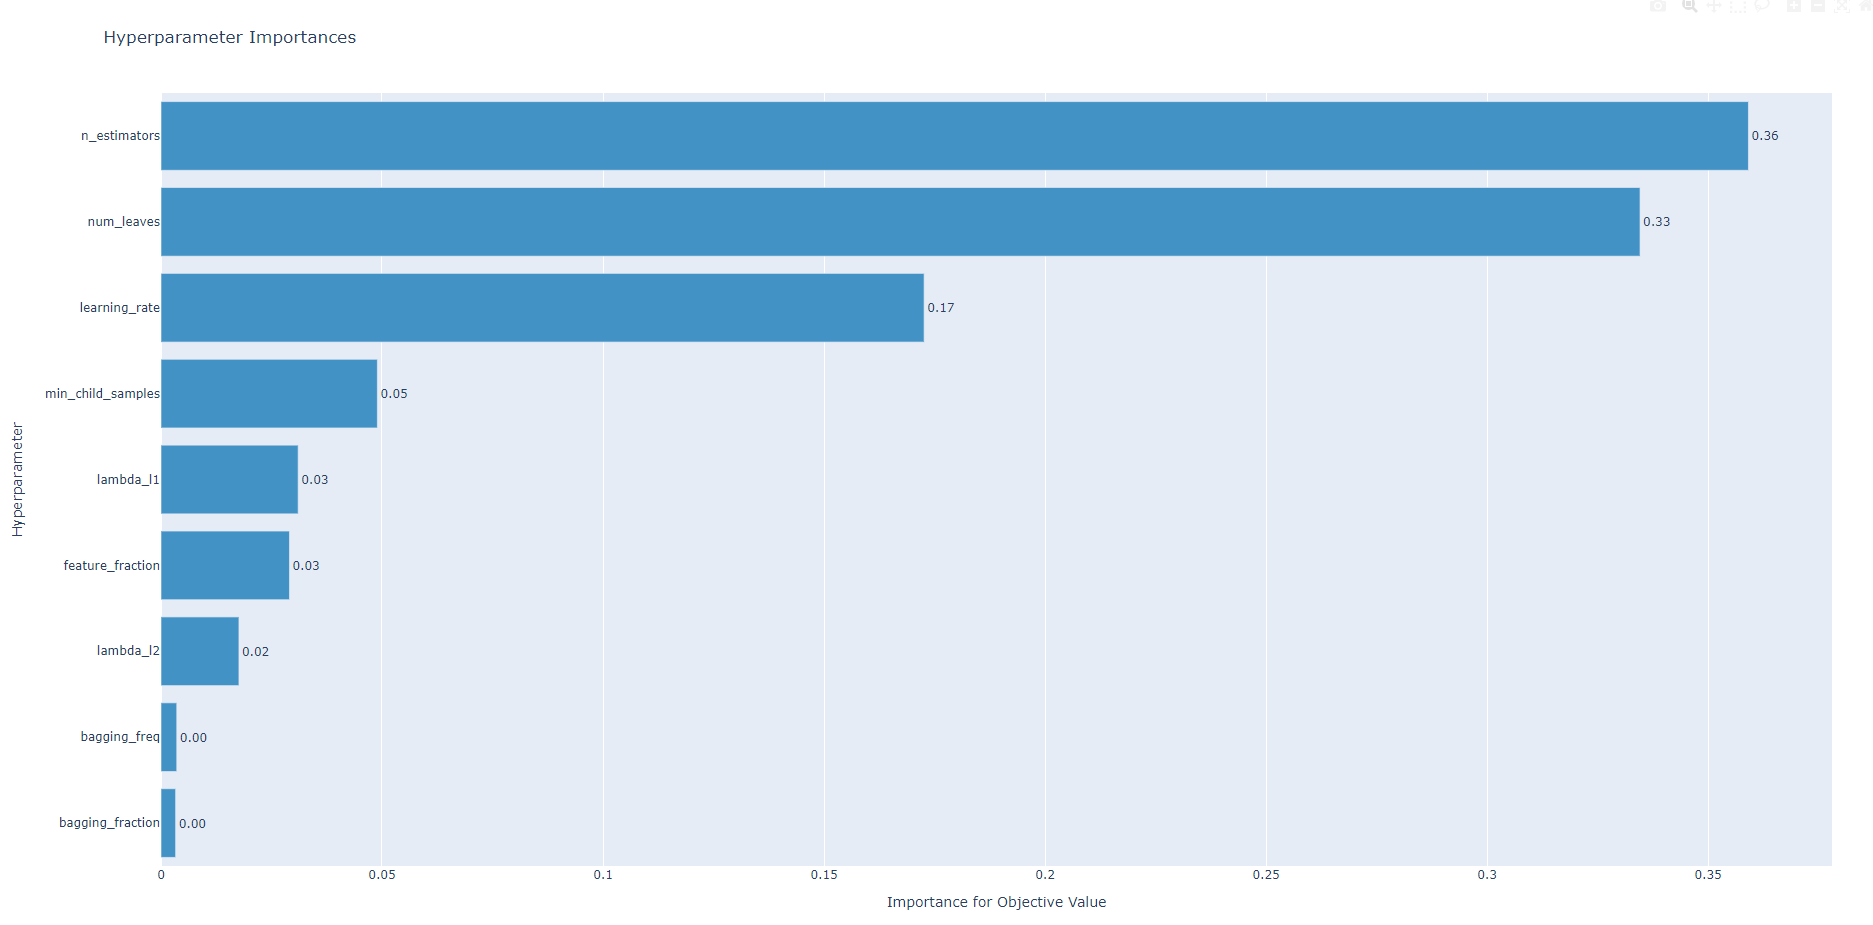 Hyperparameter Importances
n_estimators 0.36
num_leaves 0.33
learning_rate 0.17
min_child_samples 0.05
lambda_l1 0.03
feature_fraction 0.03
lambda_l2 0.02
bagging_freq 0.00
bagging_fraction 0.00
Hyperparameter
0 0.05 0.1 0.15 0.2 0.25 0.3 0.35
Importance for Objective Value